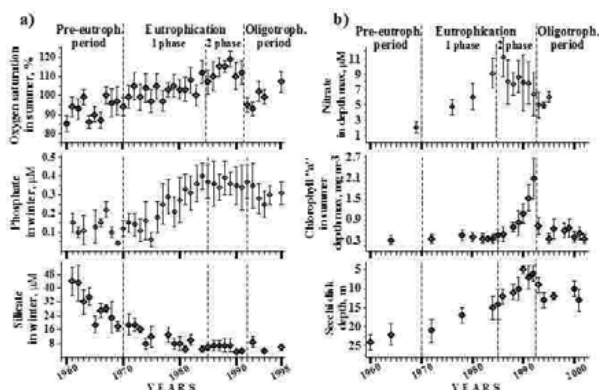 a)
Pre-eutroph. period
Eutrophication
1 phase
2 phase
Oligotroph. period
Oxygen saturation in summer, %
120
100
80
Phosphate in winter, μM
0.5
0.4
0.3
0.2
0.1
Silicate in winter, μM
48
40
32
24
16
8
1960
1970
1980
1990
1998
YEARS
b)
Pre-eutroph. period
Eutrophication
1 phase
2 phase
Oligotroph. period
Nitrate in depth max, μM
11
9
7
5
3
1
Chlorophyll "a" in summer depth max, mg m-3
2.7
2.1
1.5
0.9
0.3
Secchi disk depth, m
5
10
15
20
25
1960
1970
1980
1990
2000
YEARS